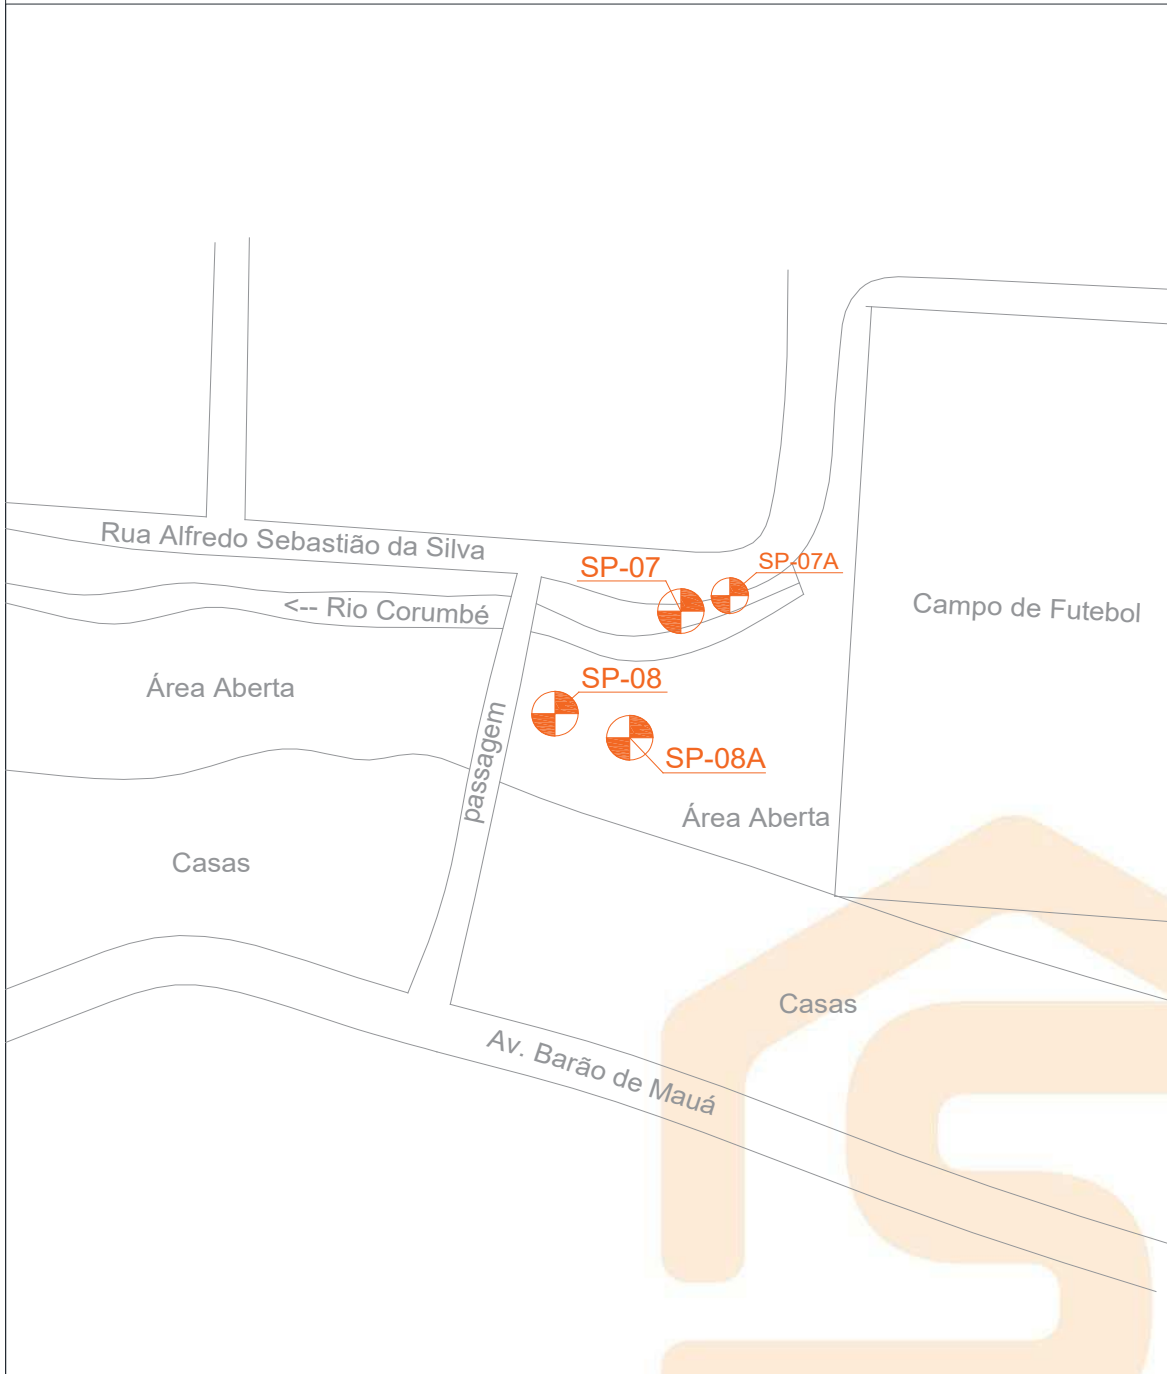 Rua Alfredo Sebastião da Silva
SP-07
SP-07A
<-- Rio Corumbé
Campo de Futebol
Área Aberta
SP-08
passagem
SP-08A
Área Aberta
Casas
Casas
Av. Barão de Mauá